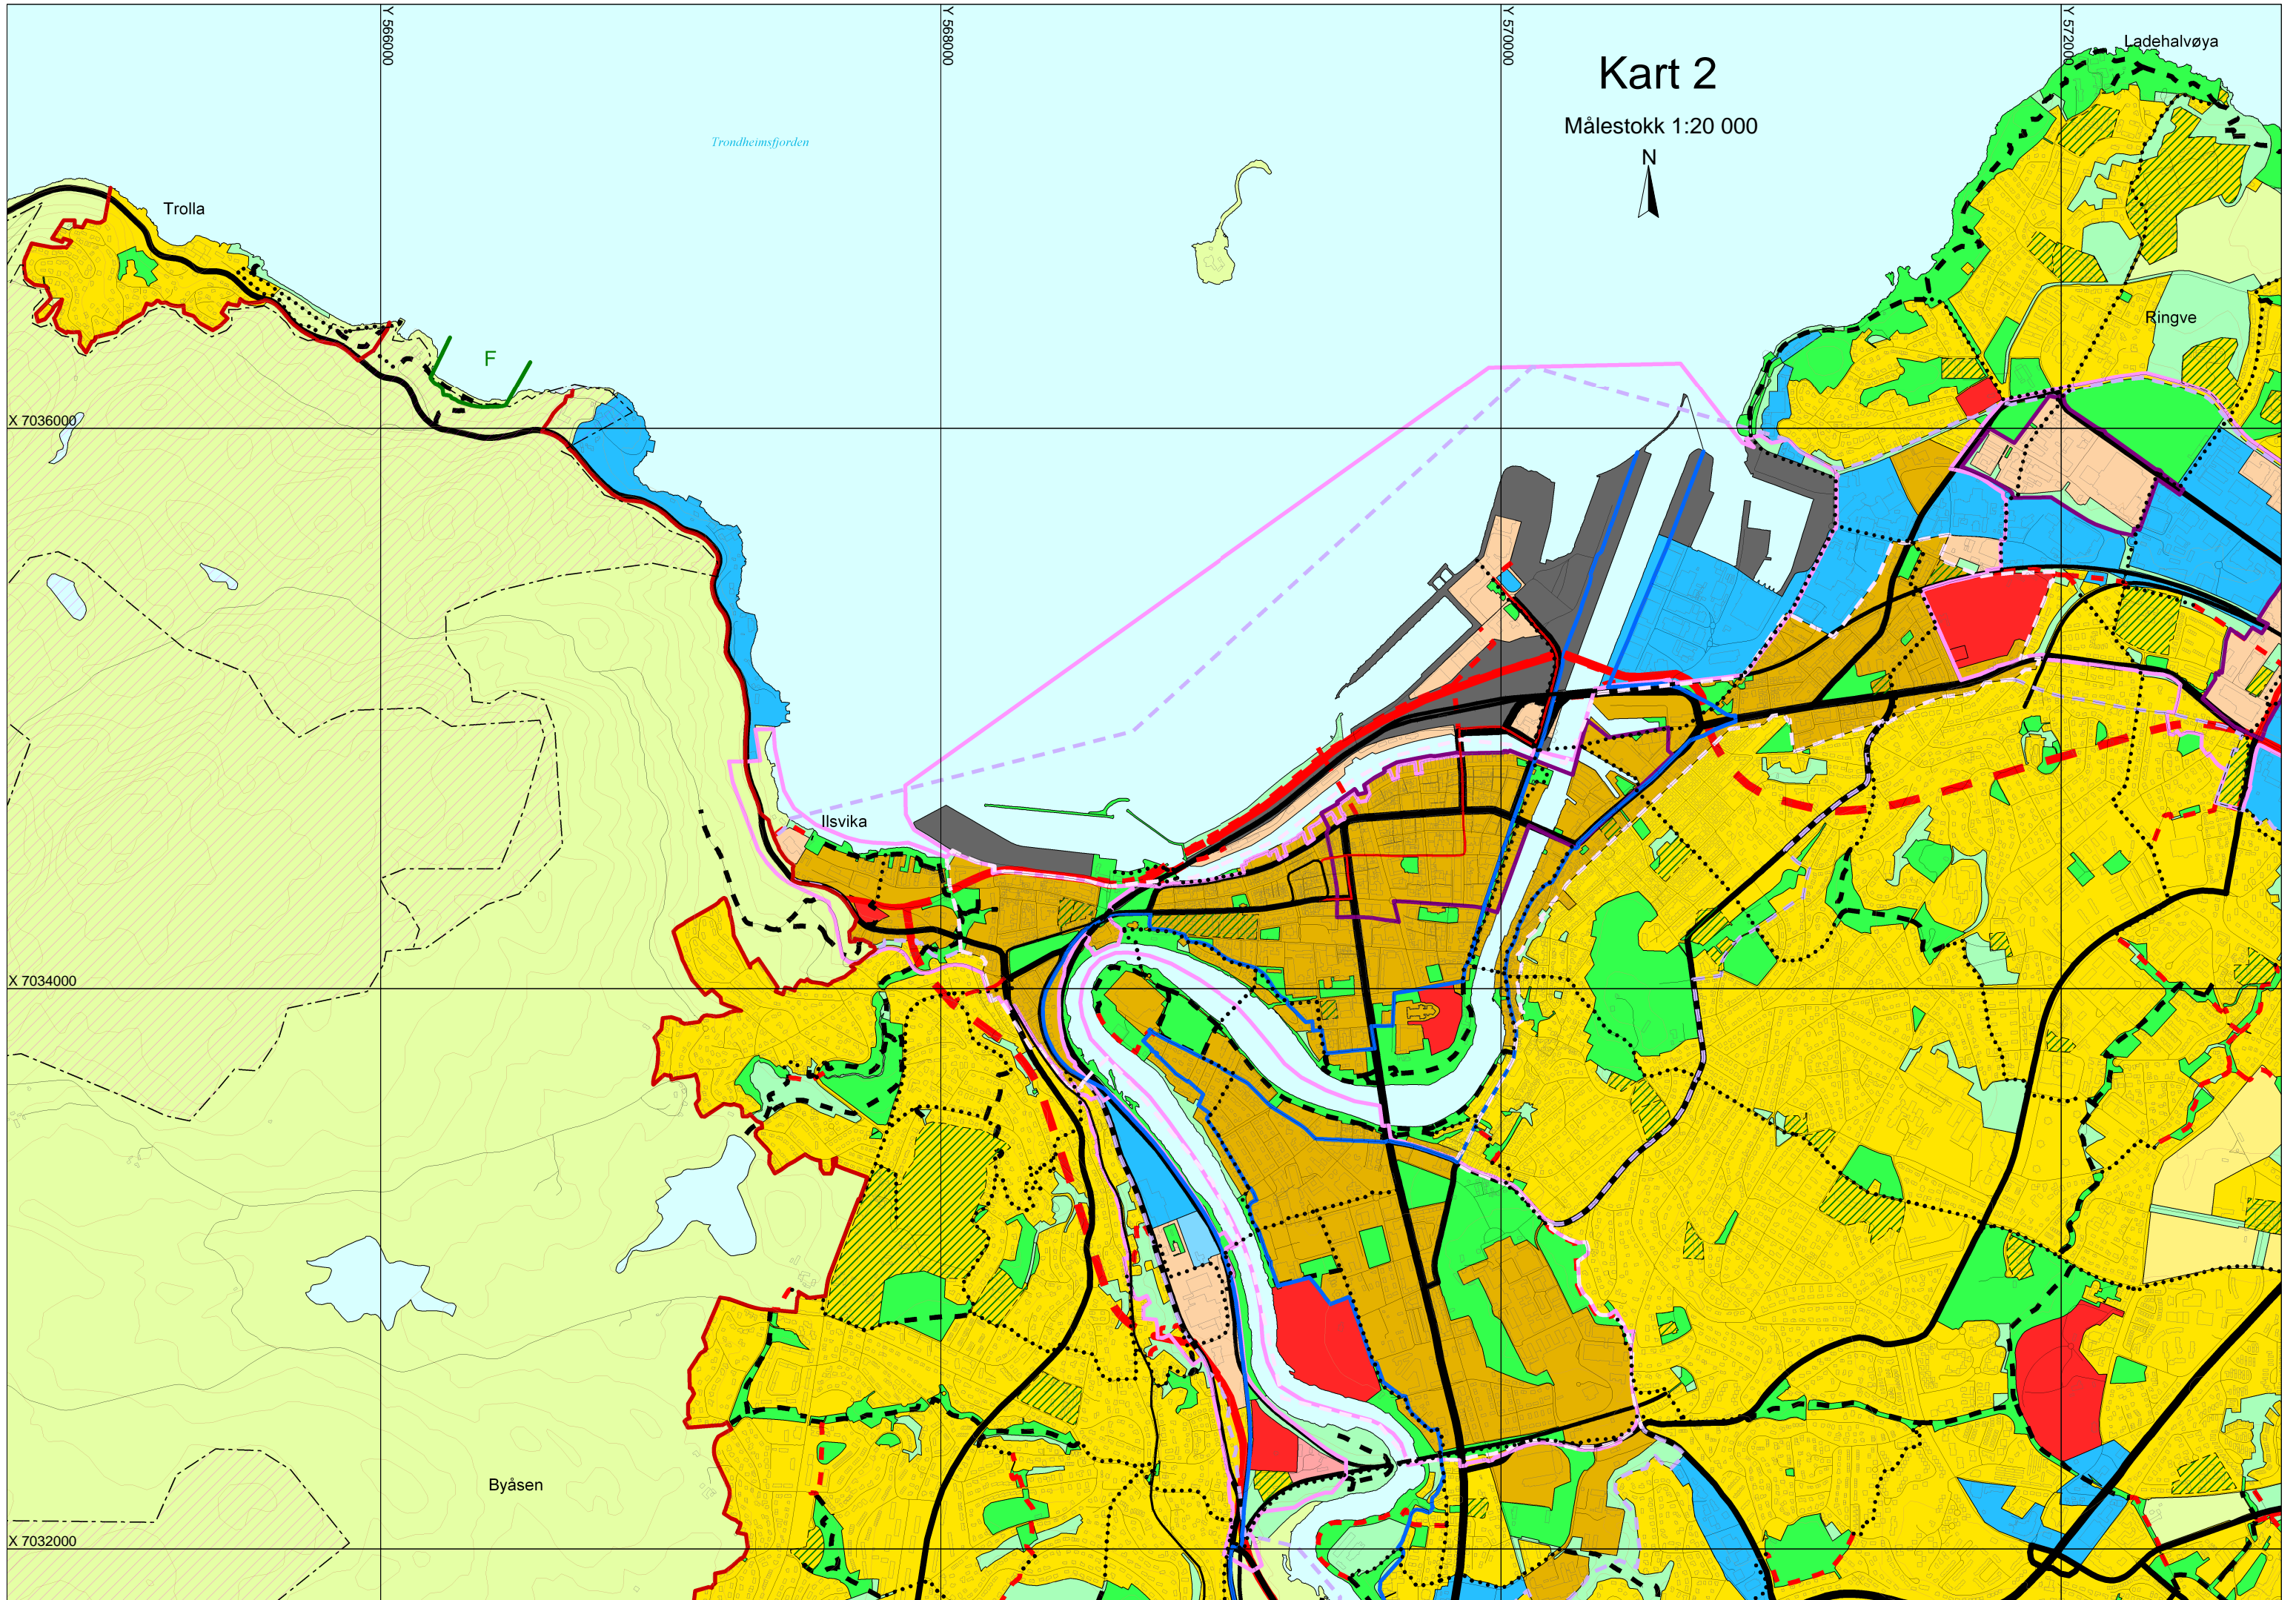 Y 566000
Y 568000
Y 570000
Y 572000
Ladehalvøya
Kart 2
Målestokk 1:20 000
N
Trondheimsfjorden
Trolla
Ringve
F
X 7036000
Ilsvika
X 7034000
Byåsen
X 7032000